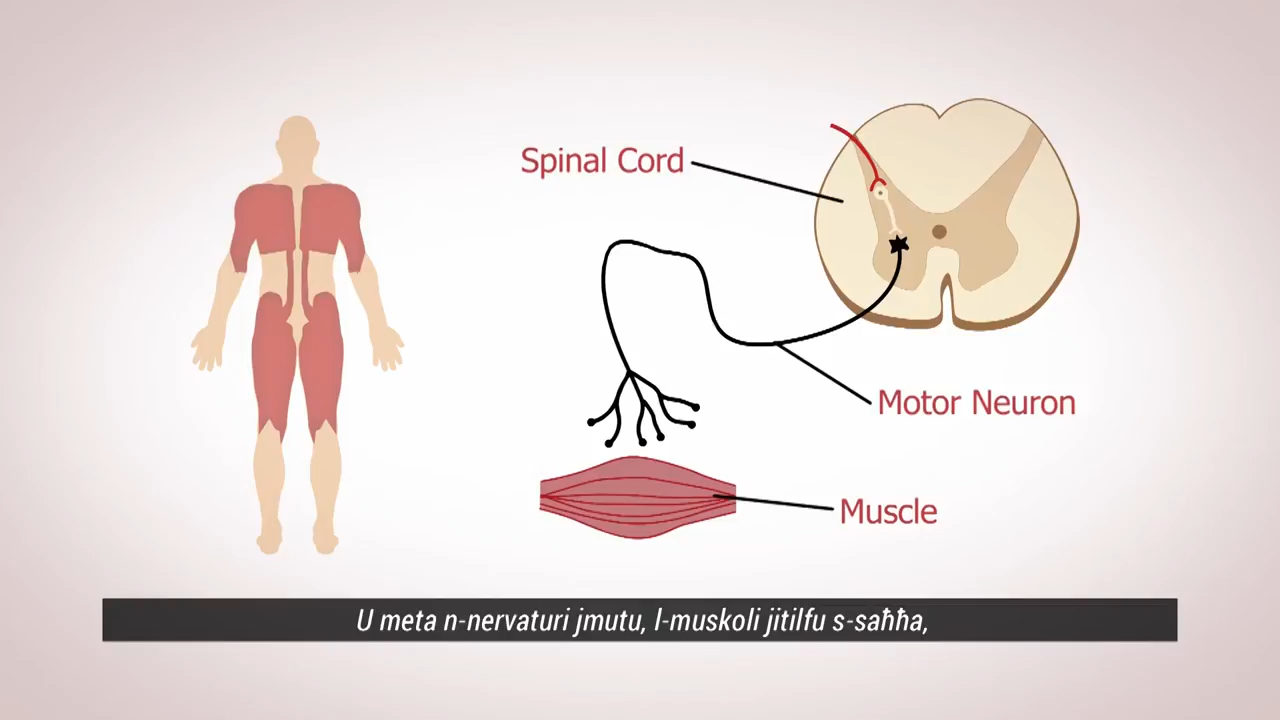 Spinal Cord
Motor Neuron
Muscle
U meta n-nervaturi jmutu, l-muskoli jitilfu s-saħħa,